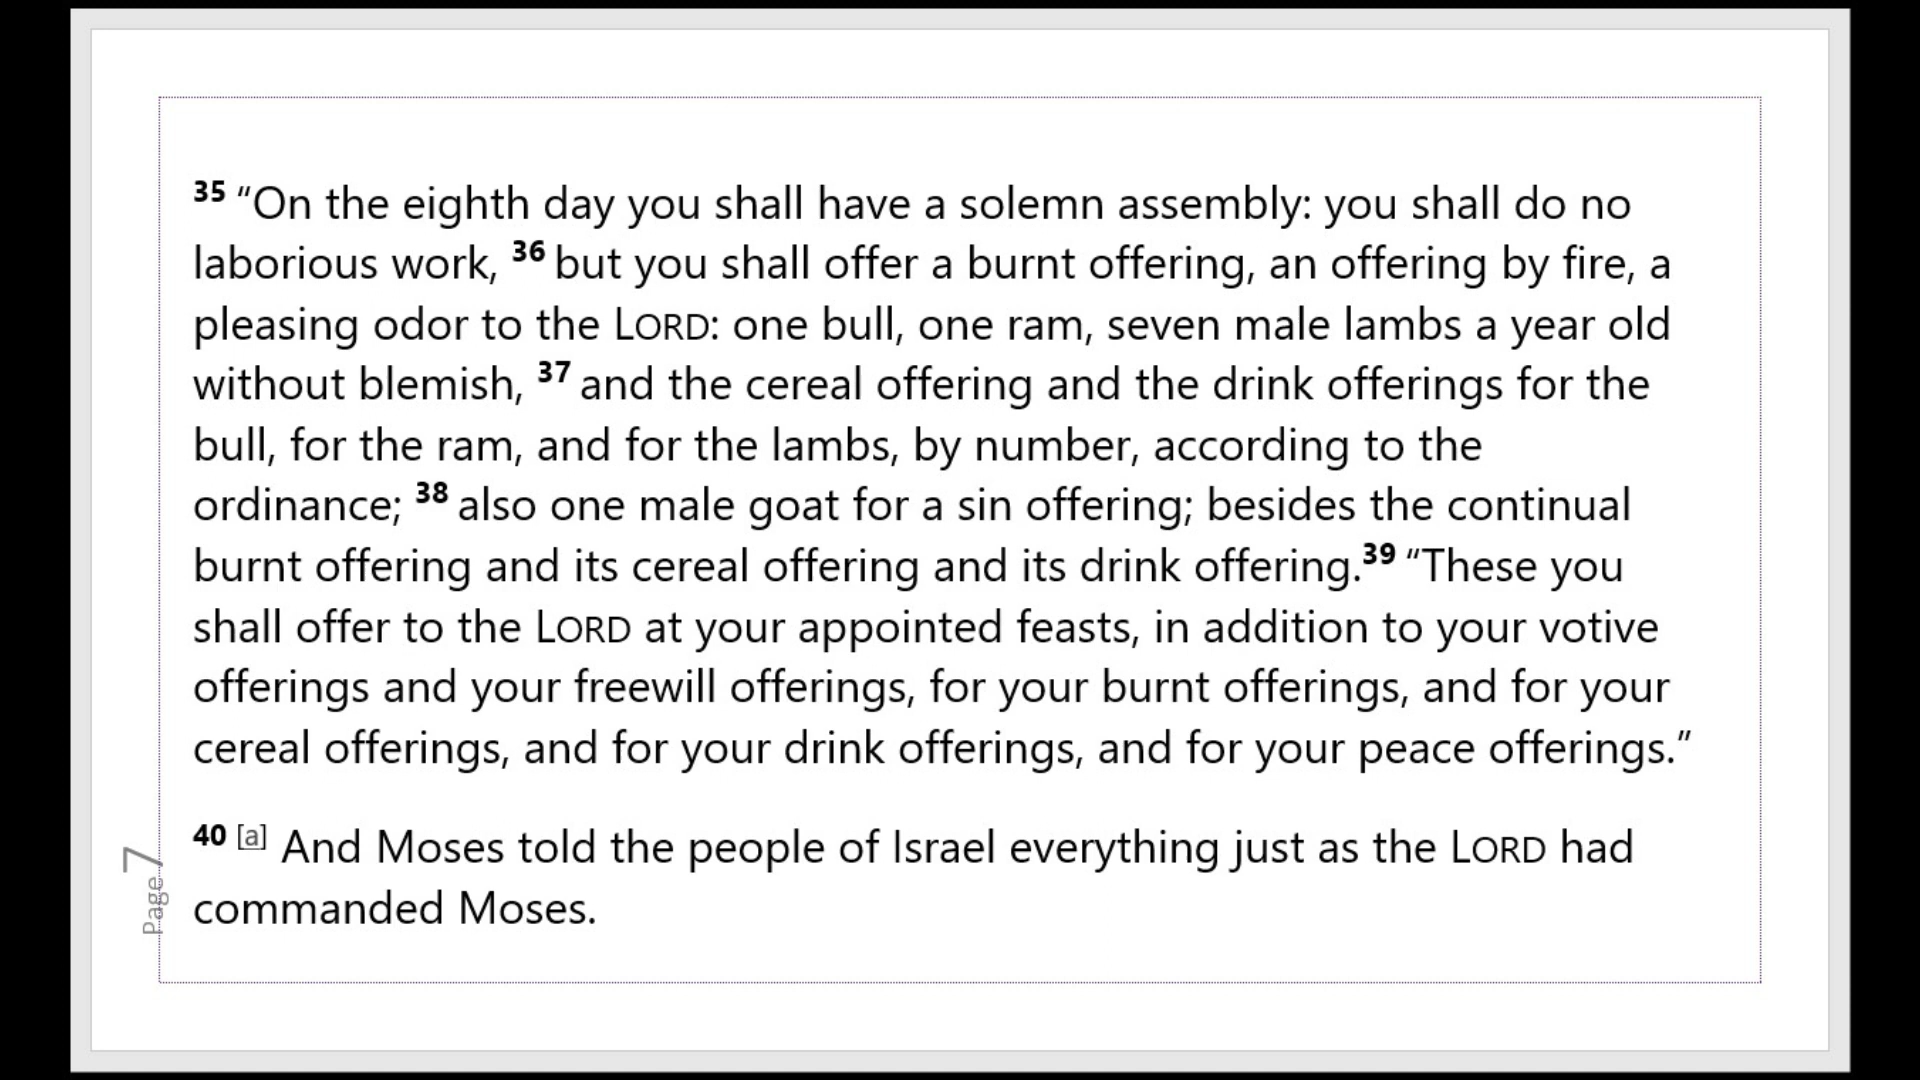 35 “On the eighth day you shall have a solemn assembly: you shall do no
laborious work, 36 but you shall offer a burnt offering, an offering by fire, a
pleasing odor to the LORD: one bull, one ram, seven male lambs a year old
without blemish, 37 and the cereal offering and the drink offerings for the
bull, for the ram, and for the lambs, by number, according to the
ordinance; 38 also one male goat for a sin offering; besides the continual
burnt offering and its cereal offering and its drink offering.39 “These you
shall offer to the LORD at your appointed feasts, in addition to your votive
offerings and your freewill offerings, for your burnt offerings, and for your
cereal offerings, and for your drink offerings, and for your peace offerings.”
40 [a] And Moses told the people of Israel everything just as the LORD had
commanded Moses.
Page 7